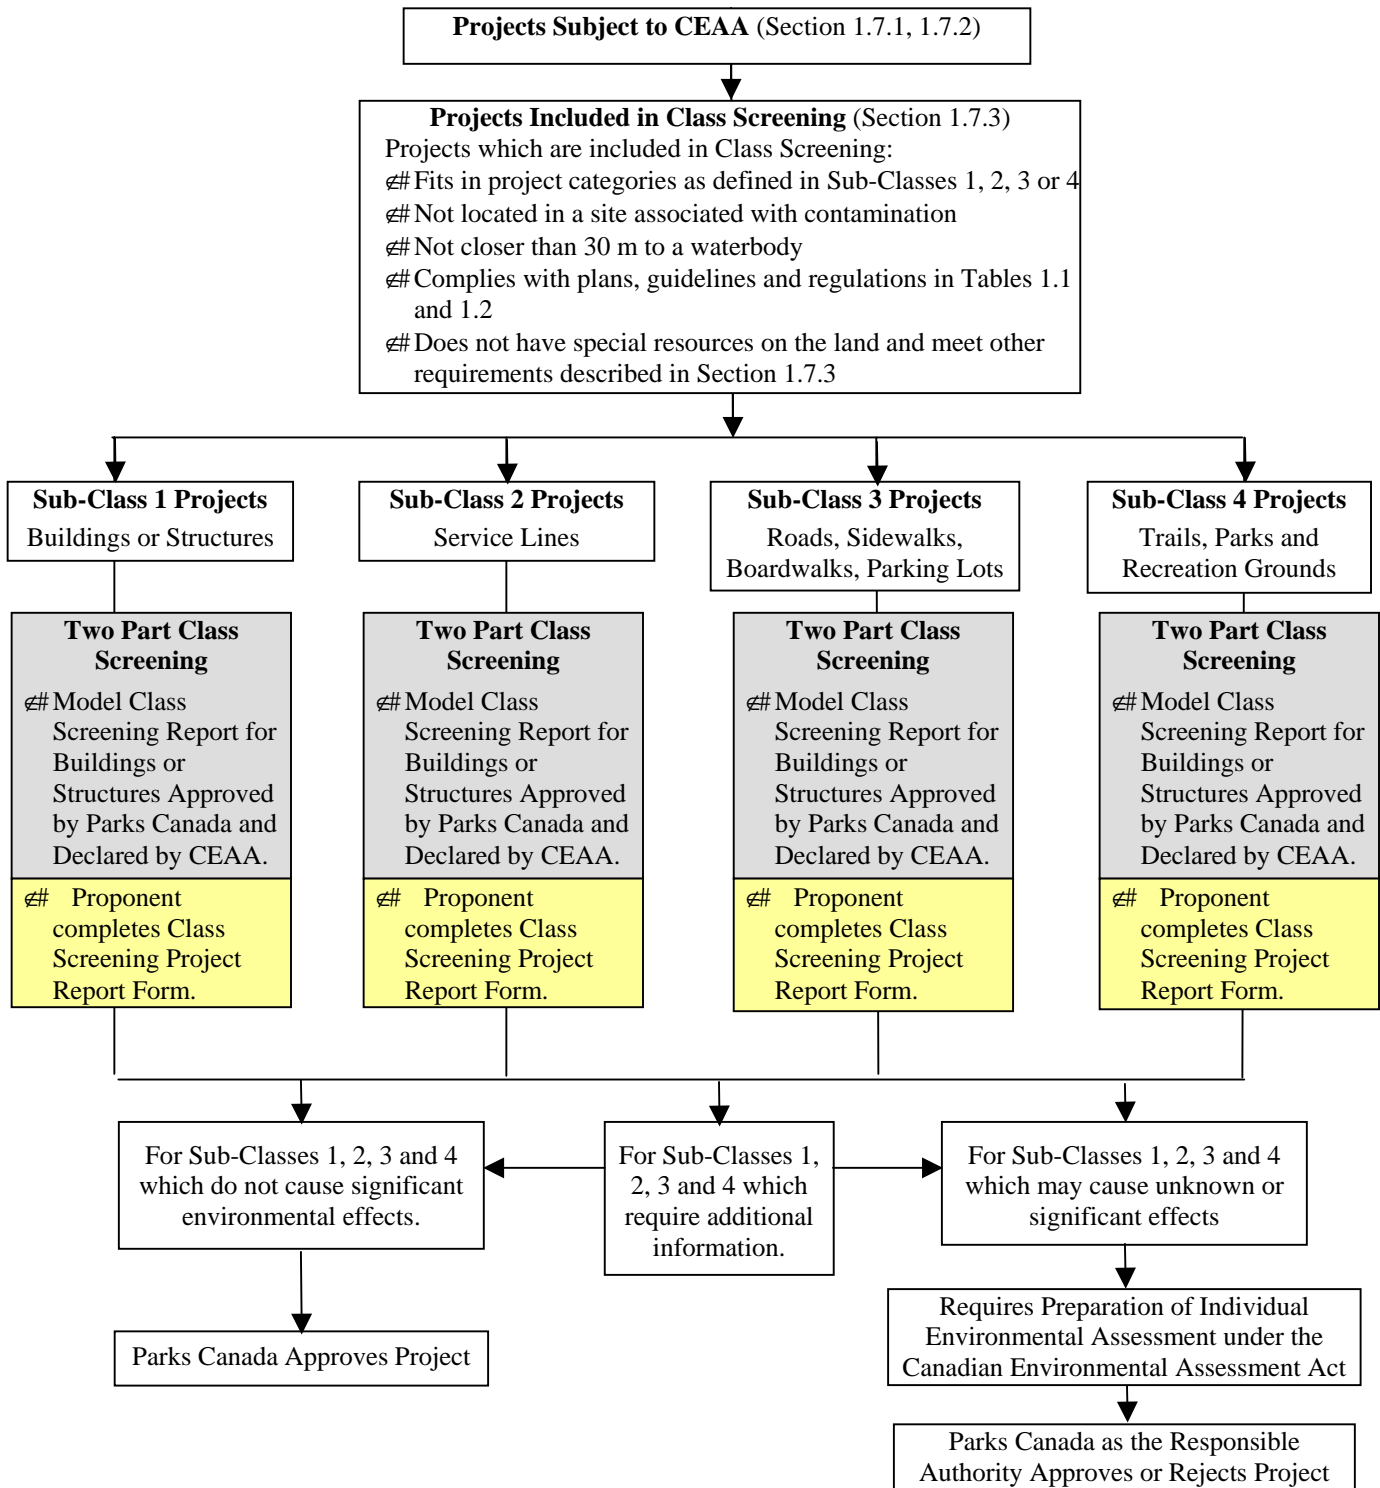 Projects Subject to CEAA (Section 1.7.1, 1.7.2)
Projects Included in Class Screening (Section 1.7.3)
Projects which are included in Class Screening:
∉# Fits in project categories as defined in Sub-Classes 1, 2, 3 or 4
∉# Not located in a site associated with contamination
∉# Not closer than 30 m to a waterbody
∉# Complies with plans, guidelines and regulations in Tables 1.1
and 1.2
∉# Does not have special resources on the land and meet other
requirements described in Section 1.7.3
Sub-Class 1 Projects
Buildings or Structures
Sub-Class 2 Projects
Service Lines
Sub-Class 3 Projects
Roads, Sidewalks,
Boardwalks, Parking Lots
Sub-Class 4 Projects
Trails, Parks and
Recreation Grounds
Two Part Class
Screening
∉# Model Class
Screening Report for
Buildings or
Structures Approved
by Parks Canada and
Declared by CEAA.
∉# Proponent
completes Class
Screening Project
Report Form.
Two Part Class
Screening
∉# Model Class
Screening Report for
Buildings or
Structures Approved
by Parks Canada and
Declared by CEAA.
∉# Proponent
completes Class
Screening Project
Report Form.
Two Part Class
Screening
∉# Model Class
Screening Report for
Buildings or
Structures Approved
by Parks Canada and
Declared by CEAA.
∉# Proponent
completes Class
Screening Project
Report Form.
Two Part Class
Screening
∉# Model Class
Screening Report for
Buildings or
Structures Approved
by Parks Canada and
Declared by CEAA.
∉# Proponent
completes Class
Screening Project
Report Form.
For Sub-Classes 1, 2, 3 and 4
which do not cause significant
environmental effects.
For Sub-Classes 1,
2, 3 and 4 which
require additional
information.
For Sub-Classes 1, 2, 3 and 4
which may cause unknown or
significant effects
Parks Canada Approves Project
Requires Preparation of Individual
Environmental Assessment under the
Canadian Environmental Assessment Act
Parks Canada as the Responsible
Authority Approves or Rejects Project